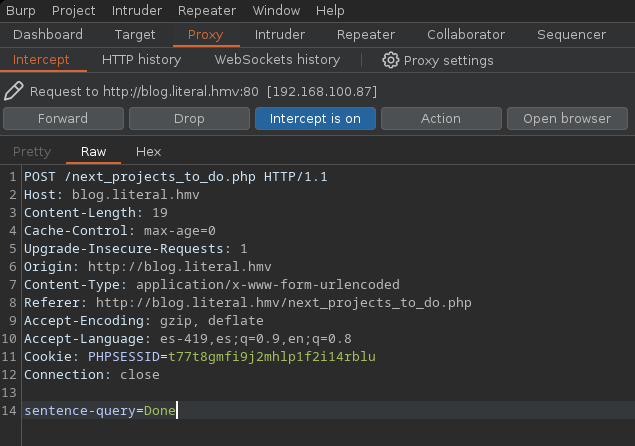 Burp Project Intruder Repeater Window Help
Dashboard Target Proxy Intruder Repeater Collaborator Sequencer
Intercept HTTP history WebSockets history Proxy settings
Request to http://blog.literal.hmv:80 [192.168.100.87]
Forward Drop Intercept is on Action Open browser
Pretty Raw Hex
1 POST /next_projects_to_do.php HTTP/1.1
2 Host: blog.literal.hmv
3 Content-Length: 19
4 Cache-Control: max-age=0
5 Upgrade-Insecure-Requests: 1
6 Origin: http://blog.literal.hmv
7 Content-Type: application/x-www-form-urlencoded
8 Referer: http://blog.literal.hmv/next_projects_to_do.php
9 Accept-Encoding: gzip, deflate
10 Accept-Language: es-419,es;q=0.9,en;q=0.8
11 Cookie: PHPSESSID=t77t8gmfi9j2mhlp1f2i14rblu
12 Connection: close
13
14 sentence-query=Done